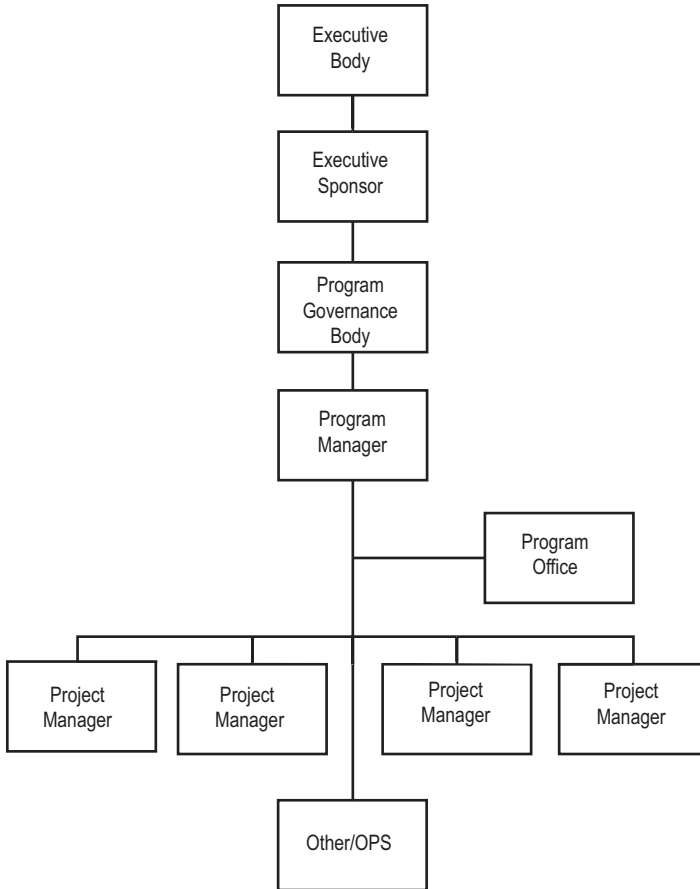 Executive
Body
Executive
Sponsor
Program
Governance
Body
Program
Manager
Program
Office
Project
Manager
Project
Manager
Project
Manager
Project
Manager
Other/OPS